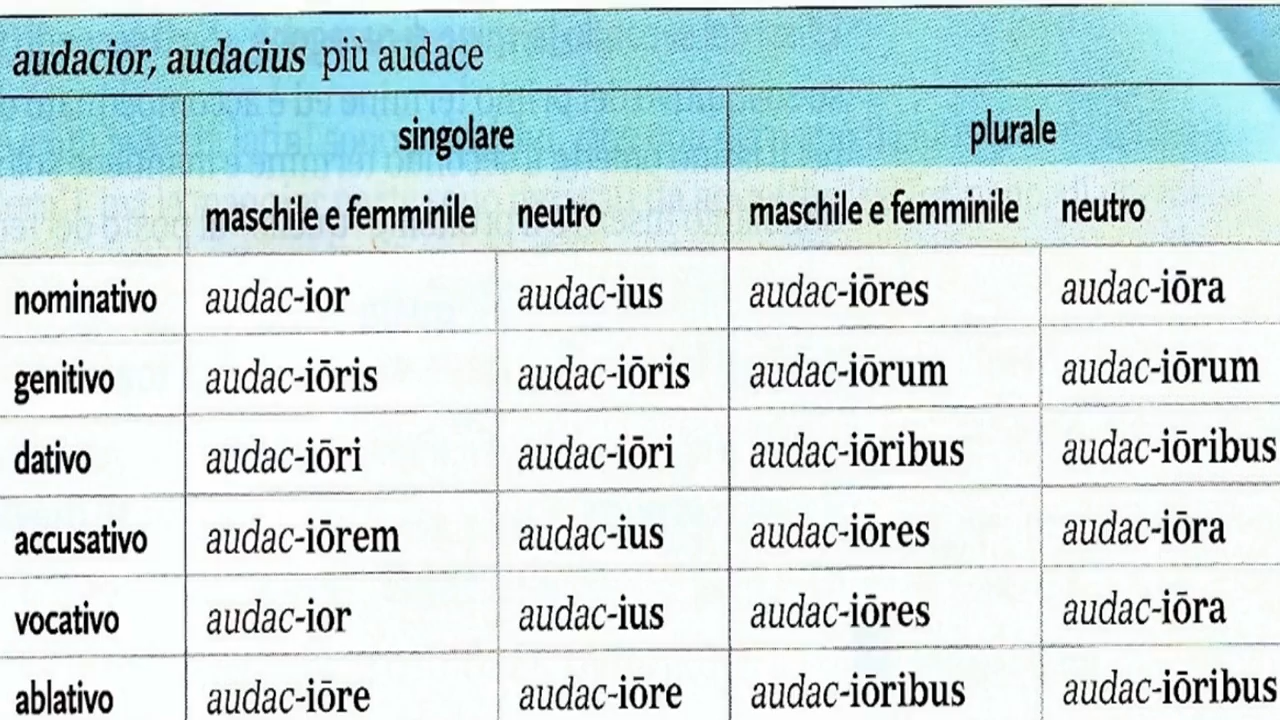 audacior, audacius più audace
singolare plurale
maschile e femminile neutro maschile e femminile neutro
nominativo audac-ior audac-ius audac-iōres audac-iōra
genitivo audac-iōris audac-iōris audac-iōrum audac-iōrum
dativo audac-iōri audac-iōri audac-iōribus audac-iōribus
accusativo audac-iōrem audac-ius audac-iōres audac-iōra
vocativo audac-ior audac-ius audac-iōres audac-iōra
ablativo audac-iōre audac-iōre audac-iōribus audac-iōribus